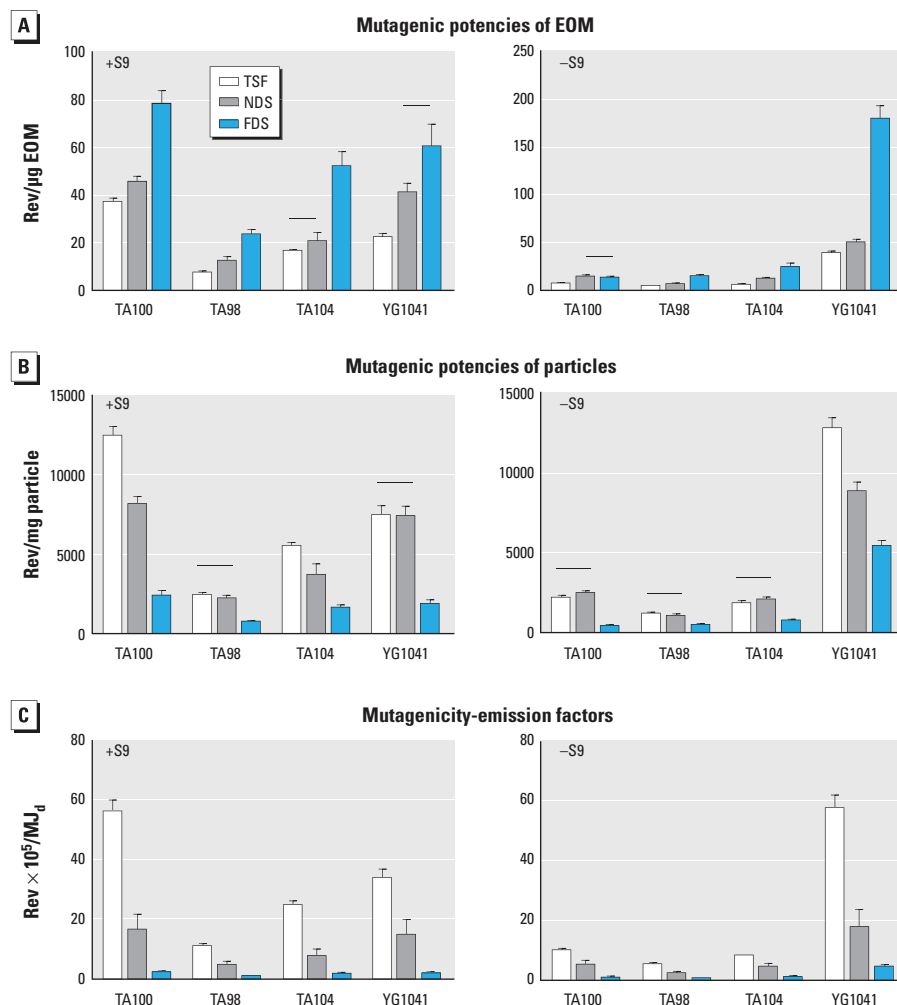 A
Mutagenic potencies of EOM
Rev/µg EOM
100
80
60
40
20
0
+S9
TSF
NDS
FDS
TA100 TA98 TA104 YG1041
250
200
150
100
50
0
–S9
TA100 TA98 TA104 YG1041
B
Mutagenic potencies of particles
Rev/mg particle
15000
10000
5000
0
+S9
TA100 TA98 TA104 YG1041
15000
10000
5000
0
–S9
TA100 TA98 TA104 YG1041
C
Mutagenicity-emission factors
Rev × 10⁵/MJd
80
60
40
20
0
+S9
TA100 TA98 TA104 YG1041
80
60
40
20
0
–S9
TA100 TA98 TA104 YG1041